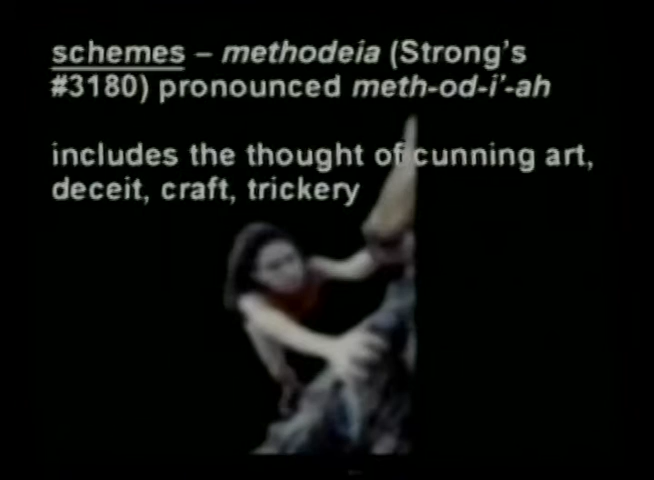 schemes – methodeia (Strong's
#3180) pronounced meth-od-i'-ah
includes the thought of cunning art,
deceit, craft, trickery